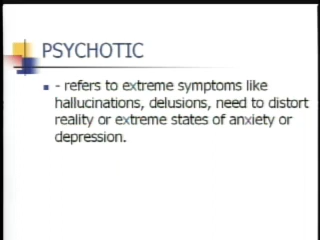 PSYCHOTIC
- refers to extreme symptoms like
hallucinations, delusions, need to distort
reality or extreme states of anxiety or
depression.